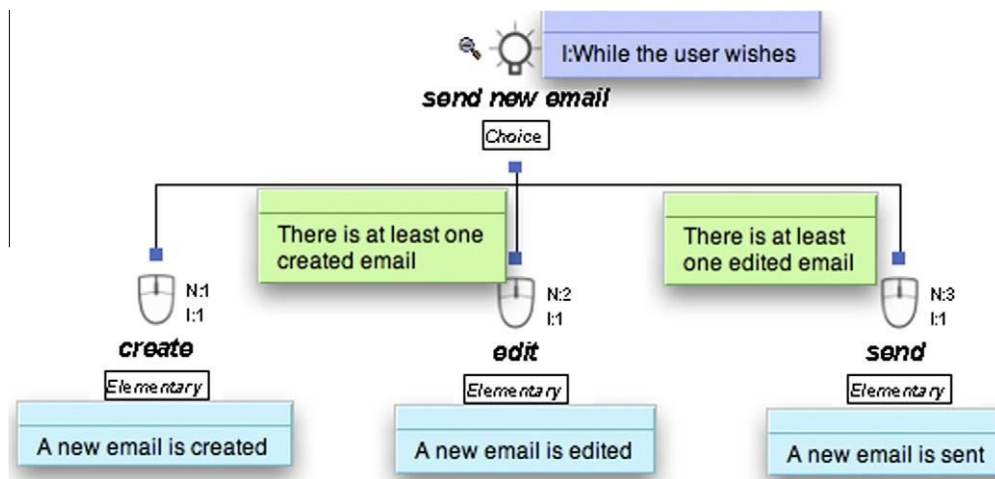 I:While the user wishes
send new email
Choice
There is at least one
created email
There is at least
one edited email
N:1
I:1
N:2
I:1
N:3
I:1
create
edit
send
Elementary
Elementary
Elementary
A new email is created
A new email is edited
A new email is sent